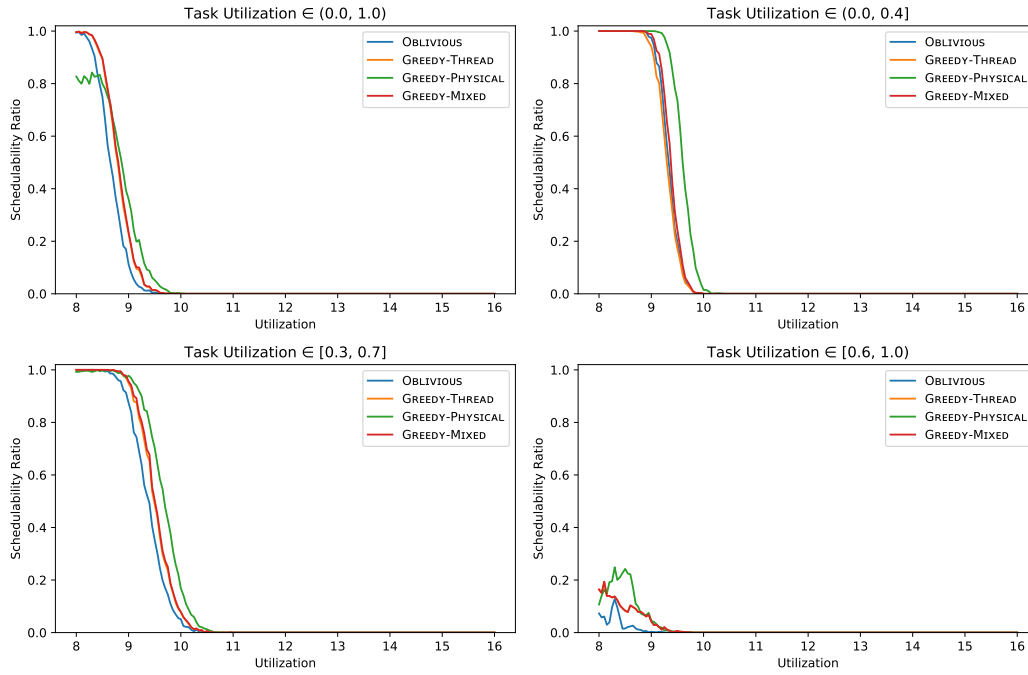 Task Utilization ∈ (0.0, 1.0)
Schedulability Ratio
1.0
0.8
0.6
0.4
0.2
0.0
8 9 10 11 12 13 14 15 16
Utilization
Oblivious
Greedy-Thread
Greedy-Physical
Greedy-Mixed
Task Utilization ∈ (0.0, 0.4]
Schedulability Ratio
1.0
0.8
0.6
0.4
0.2
0.0
8 9 10 11 12 13 14 15 16
Utilization
Oblivious
Greedy-Thread
Greedy-Physical
Greedy-Mixed
Task Utilization ∈ [0.3, 0.7]
Schedulability Ratio
1.0
0.8
0.6
0.4
0.2
0.0
8 9 10 11 12 13 14 15 16
Utilization
Oblivious
Greedy-Thread
Greedy-Physical
Greedy-Mixed
Task Utilization ∈ [0.6, 1.0)
Schedulability Ratio
1.0
0.8
0.6
0.4
0.2
0.0
8 9 10 11 12 13 14 15 16
Utilization
Oblivious
Greedy-Thread
Greedy-Physical
Greedy-Mixed